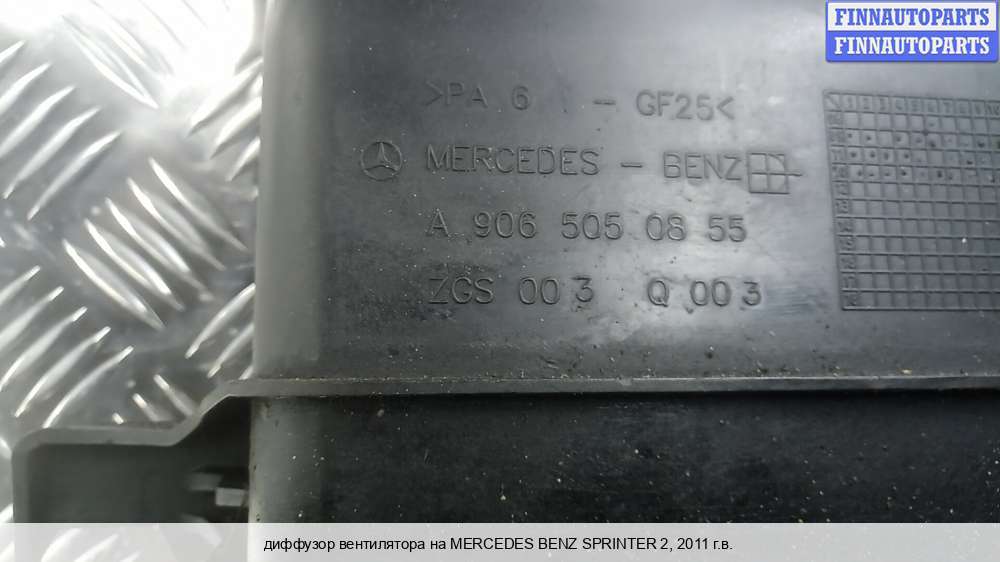 FINNAUTOPARTS
FINNAUTOPARTS
>PA 6 - GF25<
MERCEDES - BENZ
A 906 505 08 55
ZGS 003 Q 003
диффузор вентилятора на MERCEDES BENZ SPRINTER 2, 2011 г.в.